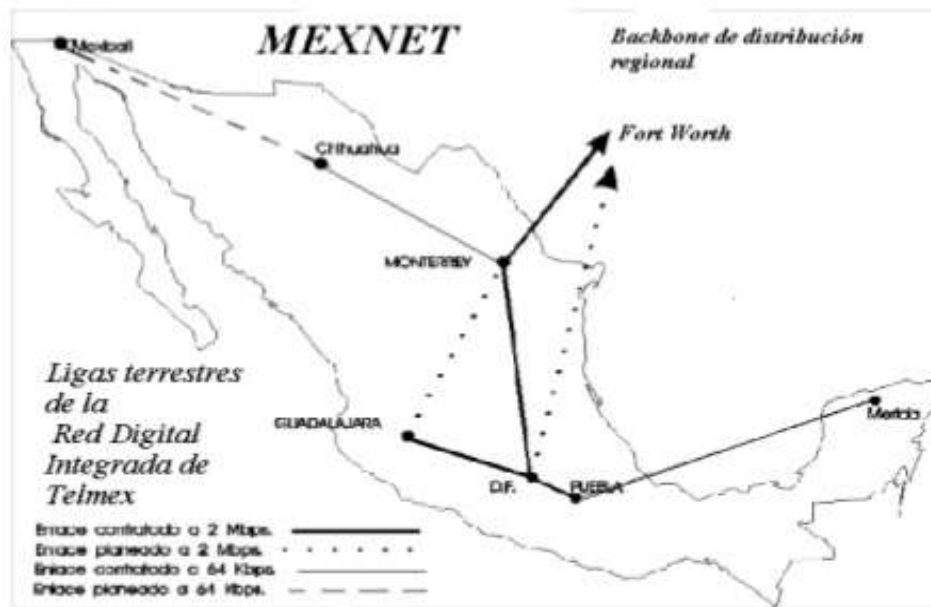 MEXNET
Backbone de distribución
regional
Mexicali
Fort Worth
Chihuahua
MONTERREY
Ligas terrestres
de la
Red Digital
Integrada de
Telmex
GUADALAJARA
Merida
D.F.
PUEBLA
Enlace contratado a 2 Mbps.
Enlace planeado a 2 Mbps.
Enlace contratado a 64 Kbps.
Enlace planeado a 64 Kbps.